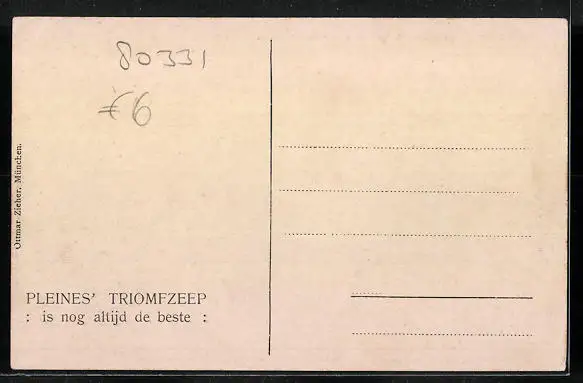 80331
€6
Ottmar Zieher, München.
PLEINES' TRIOMFZEEP
: is nog altijd de beste :